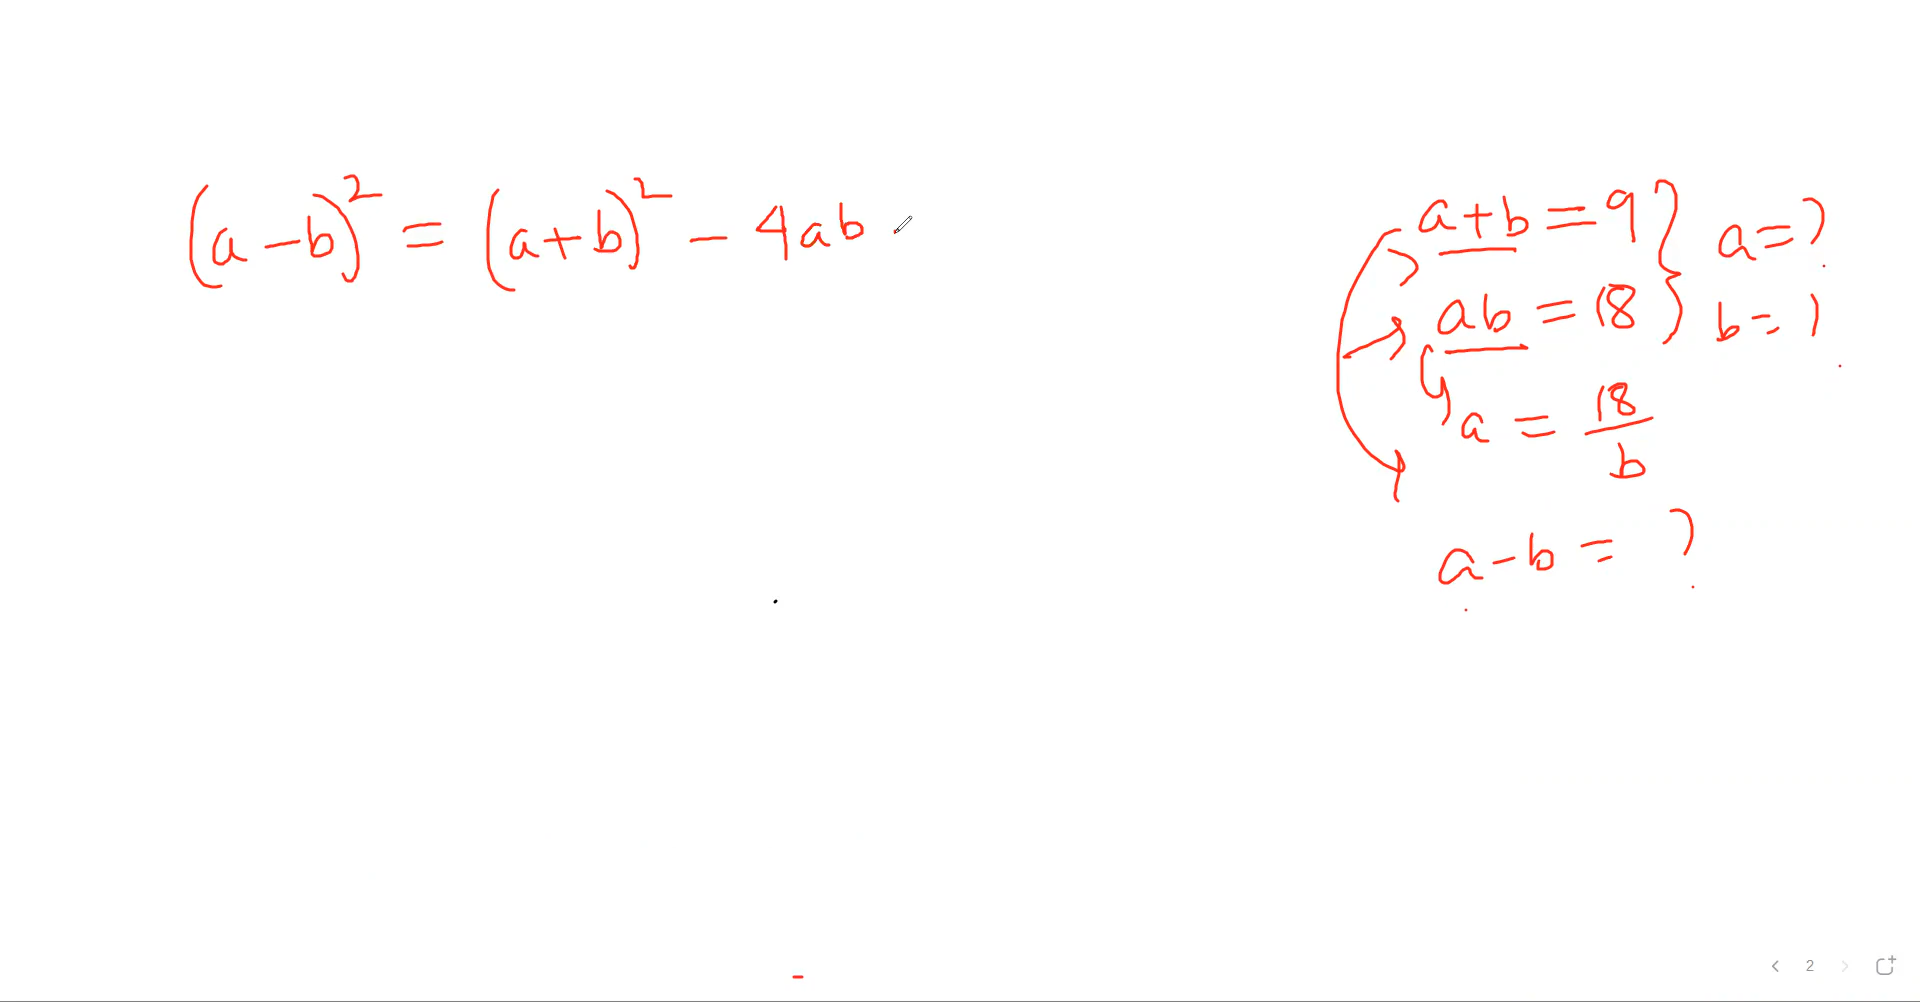 (a-b)² = (a+b)² - 4ab
a+b=9
ab=18
a=?
b=?
a = 18/b
a-b = ?
2